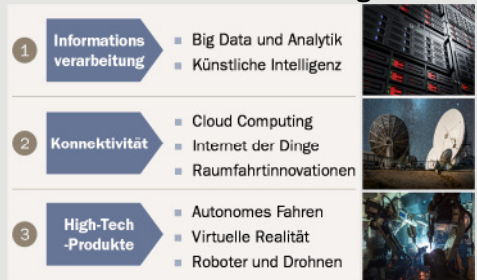 1
Informations
verarbeitung
Big Data und Analytik
Künstliche Intelligenz
2
Konnektivität
Cloud Computing
Internet der Dinge
Raumfahrtinnovationen
3
High-Tech
-Produkte
Autonomes Fahren
Virtuelle Realität
Roboter und Drohnen